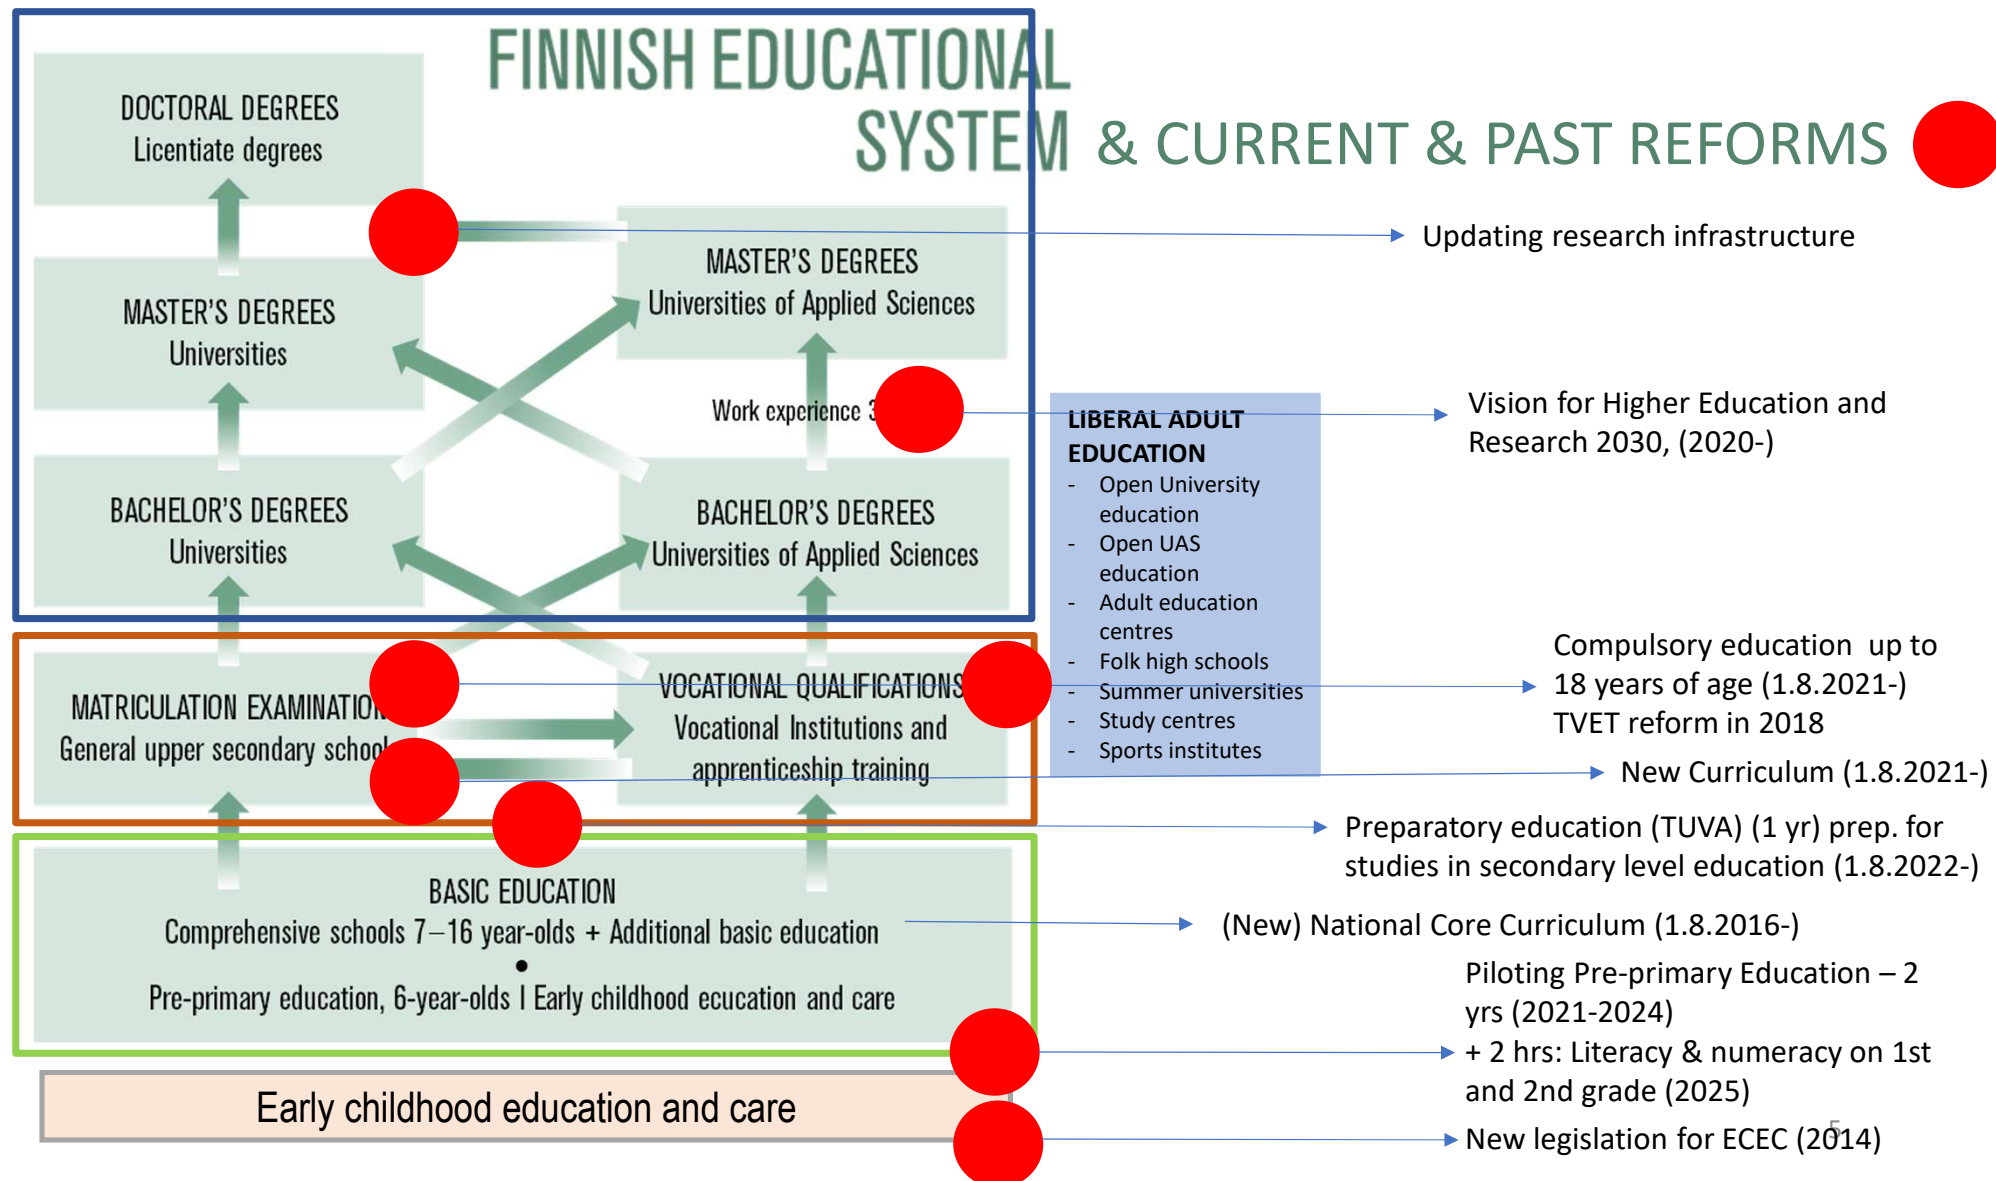 FINNISH EDUCATIONAL
SYSTEM & CURRENT & PAST REFORMS
DOCTORAL DEGREES
Licentiate degrees
Updating research infrastructure
MASTER'S DEGREES
Universities of Applied Sciences
MASTER'S DEGREES
Universities
Work experience
Vision for Higher Education and
Research 2030, (2020-)
BACHELOR'S DEGREES
Universities
BACHELOR'S DEGREES
Universities of Applied Sciences
LIBERAL ADULT
EDUCATION
- Open University
education
- Open UAS
education
- Adult education
centres
- Folk high schools
- Summer universities
- Study centres
- Sports institutes
MATRICULATION EXAMINATION
General upper secondary school
VOCATIONAL QUALIFICATIONS
Vocational Institutions and
apprenticeship training
Compulsory education up to
18 years of age (1.8.2021-)
TVET reform in 2018
New Curriculum (1.8.2021-)
Preparatory education (TUVA) (1 yr) prep. for
studies in secondary level education (1.8.2022-)
BASIC EDUCATION
Comprehensive schools 7–16 year-olds + Additional basic education
•
Pre-primary education, 6-year-olds I Early childhood ecucation and care
(New) National Core Curriculum (1.8.2016-)
Piloting Pre-primary Education – 2
yrs (2021-2024)
+ 2 hrs: Literacy & numeracy on 1st
and 2nd grade (2025)
Early childhood education and care
New legislation for ECEC (2014)
5